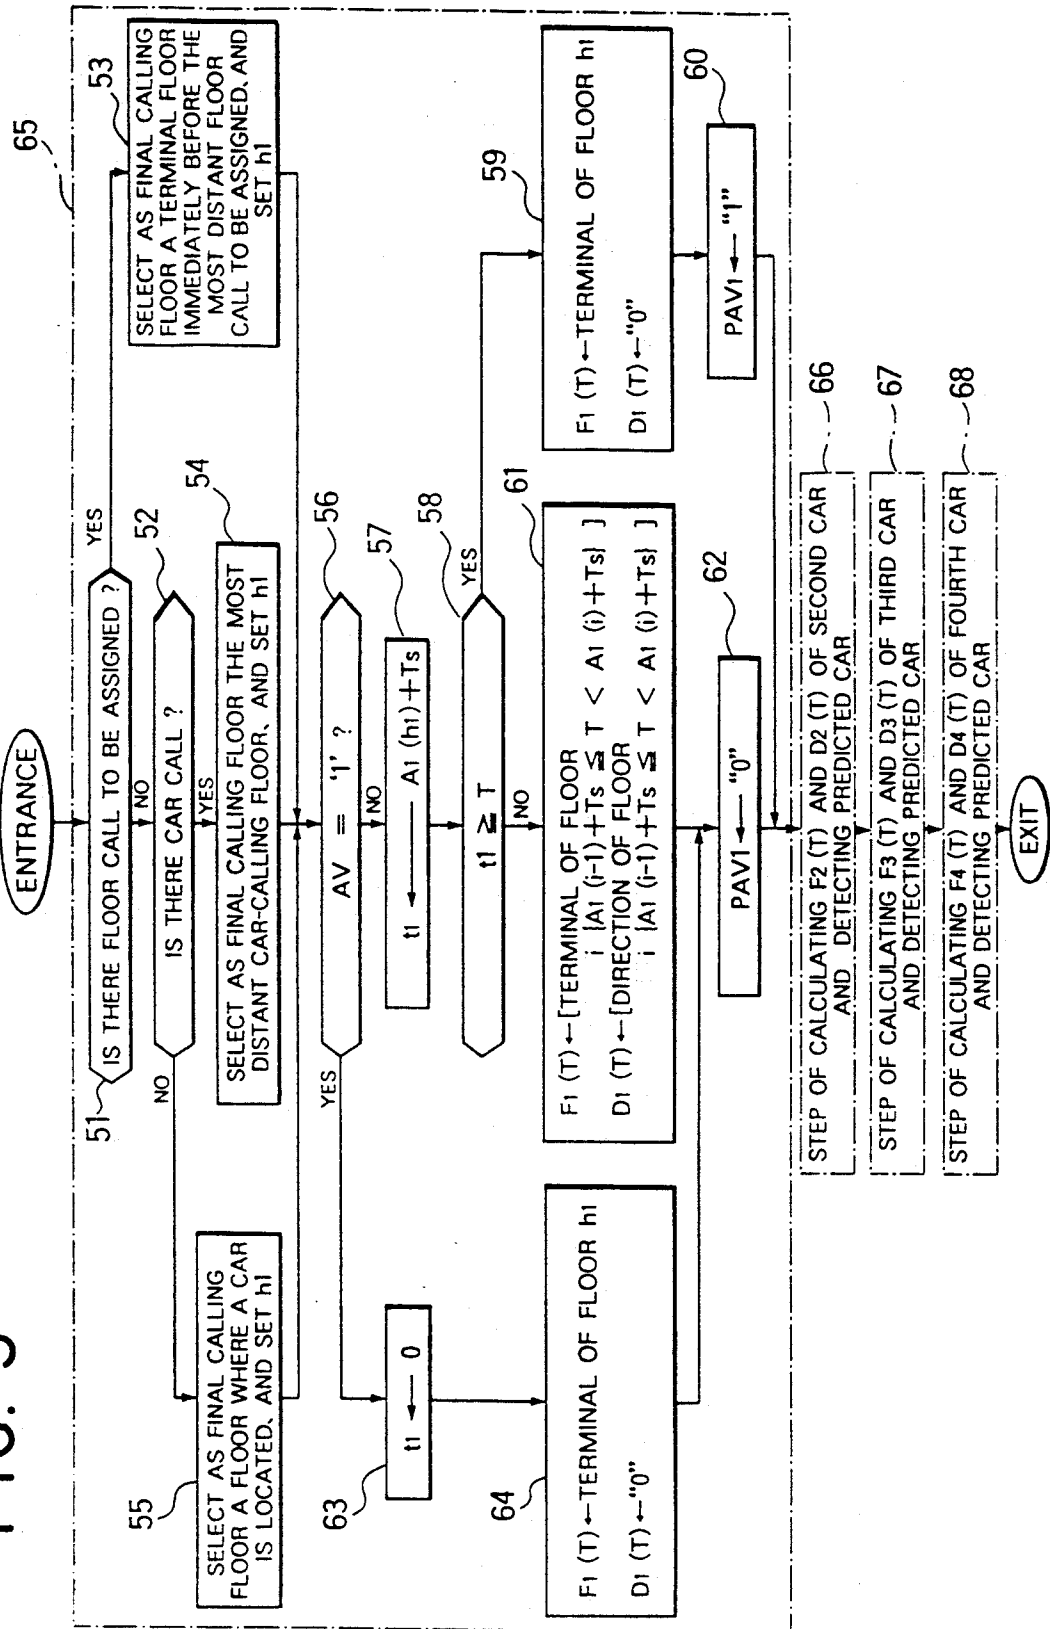 ENTRANCE
65
51
IS THERE FLOOR CALL TO BE ASSIGNED ?
YES
NO
53
SELECT AS FINAL CALLING
FLOOR A TERMINAL FLOOR
IMMEDIATELY BEFORE THE
MOST DISTANT FLOOR
CALL TO BE ASSIGNED, AND
SET h1
52
IS THERE CAR CALL ?
NO
YES
55
SELECT AS FINAL CALLING
FLOOR A FLOOR WHERE A CAR
IS LOCATED, AND SET h1
54
SELECT AS FINAL CALLING FLOOR THE MOST
DISTANT CAR-CALLING FLOOR, AND SET h1
56
AV = '1' ?
YES
NO
63
t1 ← 0
57
t1 ← A1 (h1)+Ts
58
t1 ≧ T
YES
NO
64
F1 (T)←TERMINAL OF FLOOR h1
D1 (T)←"0"
61
F1 (T)←[TERMINAL OF FLOOR
i |A1 (i-1)+Ts ≦ T < A1 (i)+Ts| ]
D1 (T)←[DIRECTION OF FLOOR
i |A1 (i-1)+Ts ≦ T < A1 (i)+Ts| ]
59
F1 (T)←TERMINAL OF FLOOR h1
D1 (T)←"0"
62
PAV1←"0"
60
PAV1←"1"
66
STEP OF CALCULATING F2 (T) AND D2 (T) OF SECOND CAR
AND DETECTING PREDICTED CAR
67
STEP OF CALCULATING F3 (T) AND D3 (T) OF THIRD CAR
AND DETECTING PREDICTED CAR
68
STEP OF CALCULATING F4 (T) AND D4 (T) OF FOURTH CAR
AND DETECTING PREDICTED CAR
EXIT